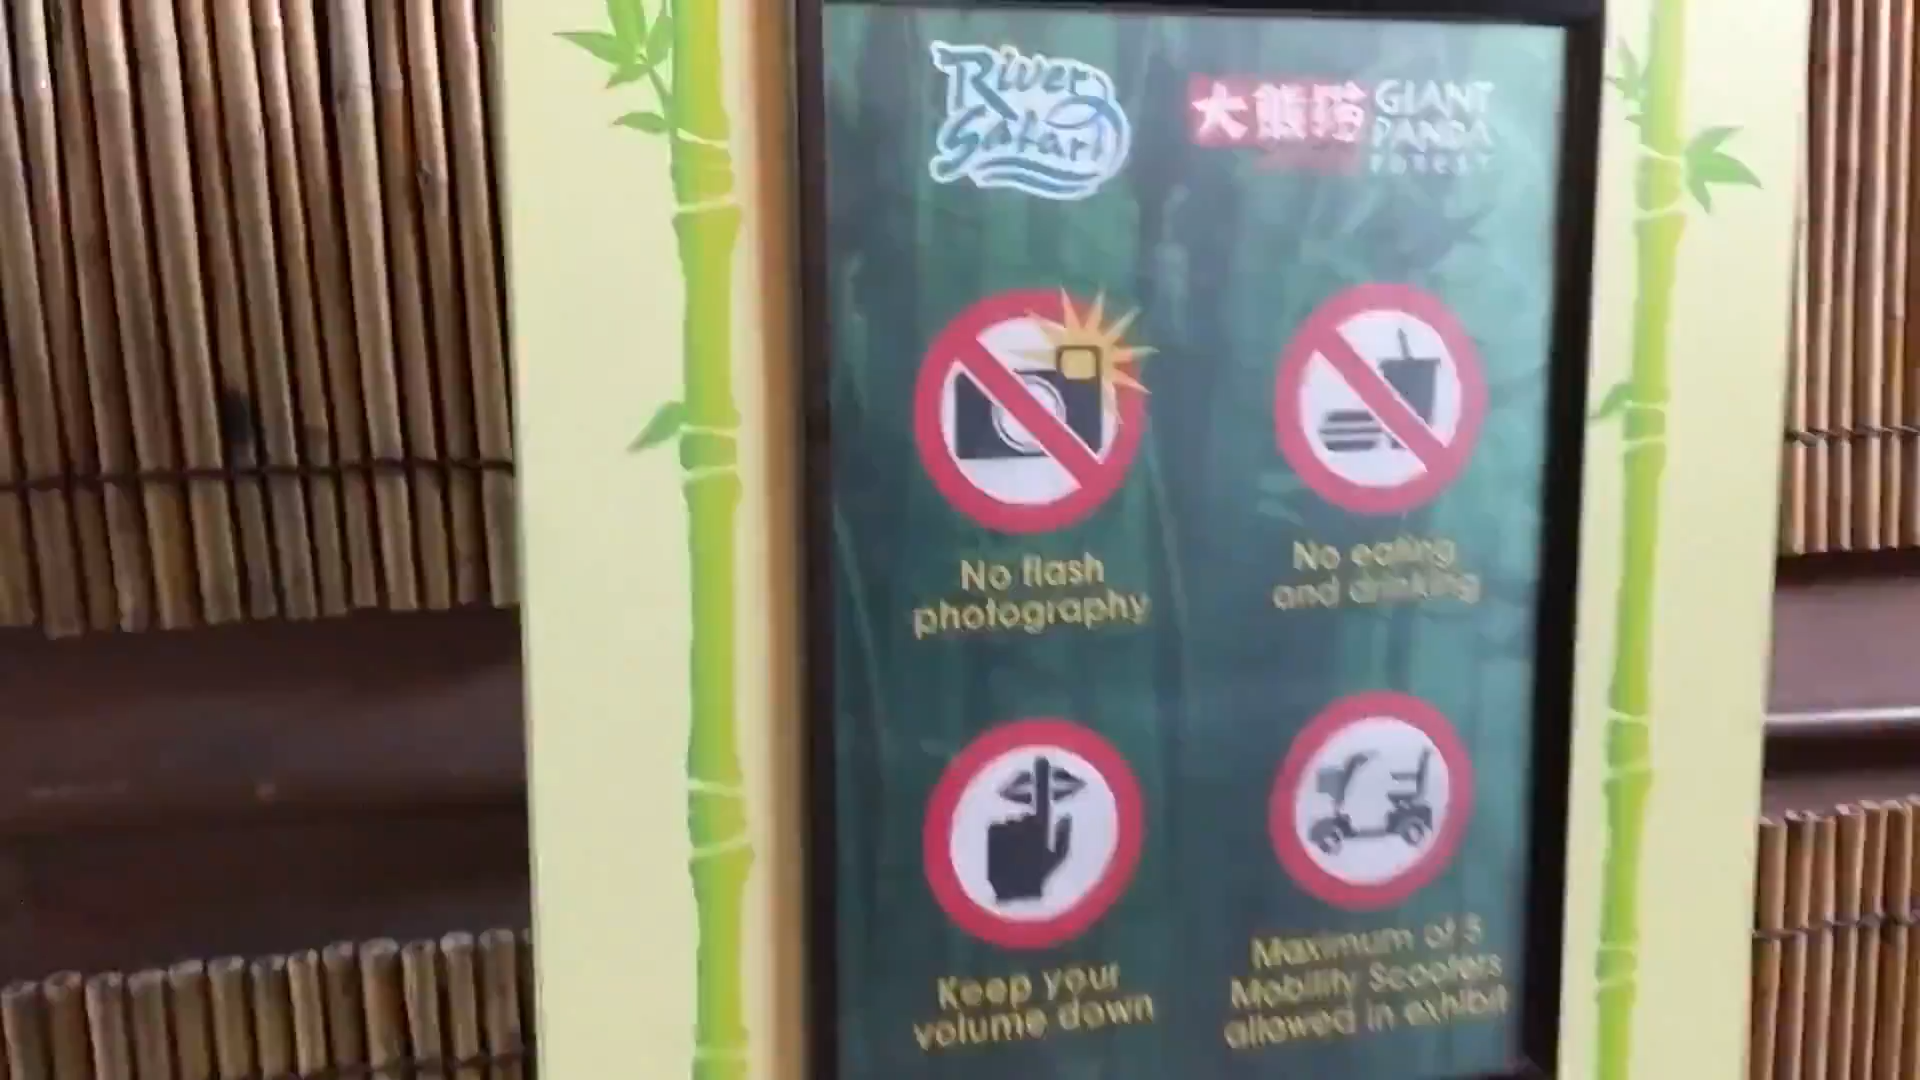 River
Safari
大熊猫 GIANT
PANDA
FOREST
No flash
photography
No eating
and drinking
Keep your
volume down
Maximum of 5
Mobility Scooters
allowed in exhibit